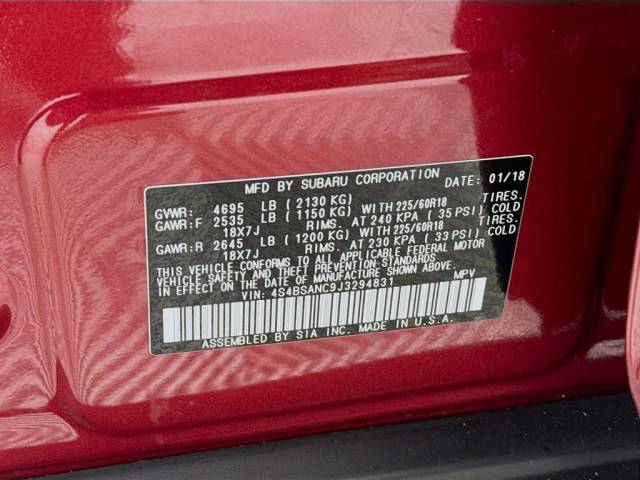 MFD BY SUBARU CORPORATION DATE: 01/18
GVWR: 4695 LB ( 2130 KG)
GAWR:F 2535 LB ( 1150 KG) WITH 225/60R18 TIRES.
18X7J RIMS. AT 240 KPA ( 35 PSI) COLD
GAWR:R 2645 LB ( 1200 KG) WITH 225/60R18 TIRES.
18X7J RIMS. AT 230 KPA ( 33 PSI) COLD
THIS VEHICLE CONFORMS TO ALL APPLICABLE FEDERAL MOTOR
VEHICLE SAFETY STANDARDS
IN EFFECT ON THE DATE OF MANUFACTURE SHOWN ABOVE.
VIN: 4S4BSANC9J3294831 MPV
ASSEMBLED BY SIA INC. MADE IN U.S.A.